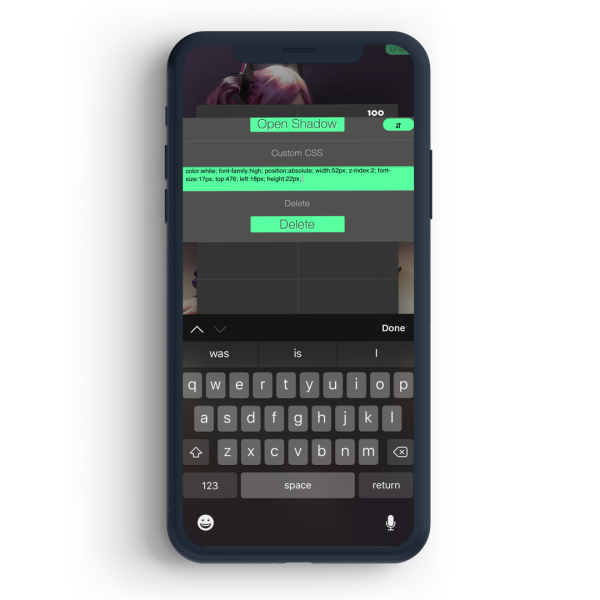 100
Open Shadow
Custom CSS
color:white; font-family:high; position:absolute; width:52px; z-index:2; font-
size:17px; top:476; left:18px; height:22px;
Delete
Delete
Done
was is I
q w e r t y u i o p
a s d f g h j k l
z x c v b n m
123 space return